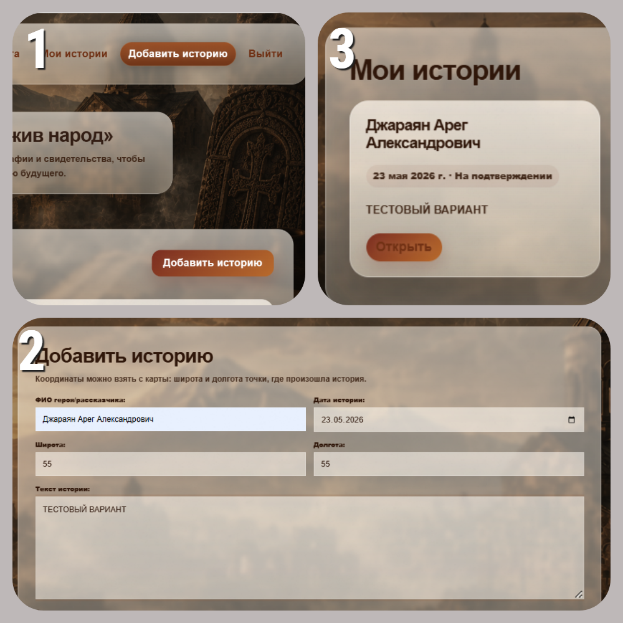 1
Мои истории
Добавить историю
Выйти
жив народ»
чтобы
будущего.
Добавить историю
3
Мои истории
Джараян Арег
Александрович
23 мая 2026 г. · На подтверждении
ТЕСТОВЫЙ ВАРИАНТ
Открыть
2
Добавить историю
Координаты можно взять с карты: широта и долгота точки, где произошла история.
ФИО героя/рассказчика:
Дата истории:
Джараян Арег Александрович
23.05.2026
Широта:
Долгота:
55
55
Текст истории:
ТЕСТОВЫЙ ВАРИАНТ